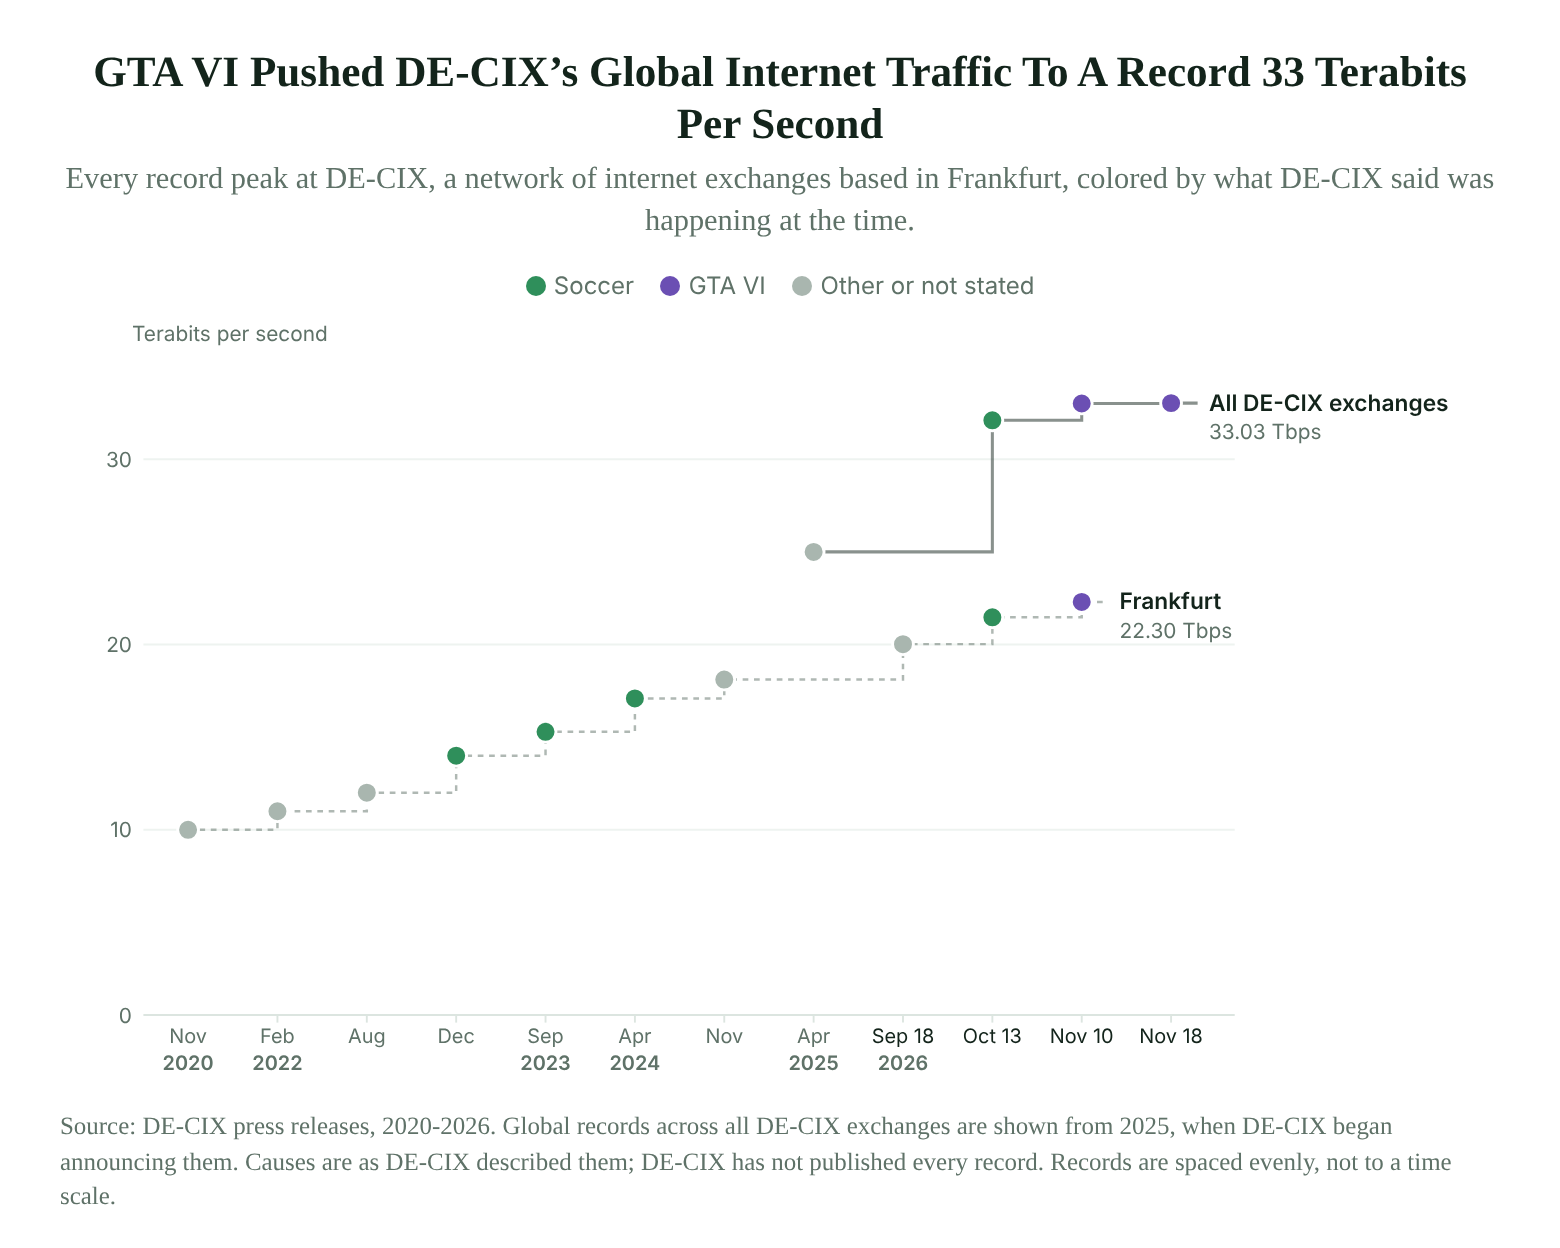 GTA VI Pushed DE-CIX’s Global Internet Traffic To A Record 33 Terabits
Per Second
Every record peak at DE-CIX, a network of internet exchanges based in Frankfurt, colored by what DE-CIX said was
happening at the time.
Soccer
GTA VI
Other or not stated
Terabits per second
All DE-CIX exchanges
33.03 Tbps
30
Frankfurt
22.30 Tbps
20
10
0
Nov Feb Aug Dec Sep Apr Nov Apr Sep 18 Oct 13 Nov 10 Nov 18
2020 2022 2023 2024 2025 2026
Source: DE-CIX press releases, 2020-2026. Global records across all DE-CIX exchanges are shown from 2025, when DE-CIX began
announcing them. Causes are as DE-CIX described them; DE-CIX has not published every record. Records are spaced evenly, not to a time
scale.